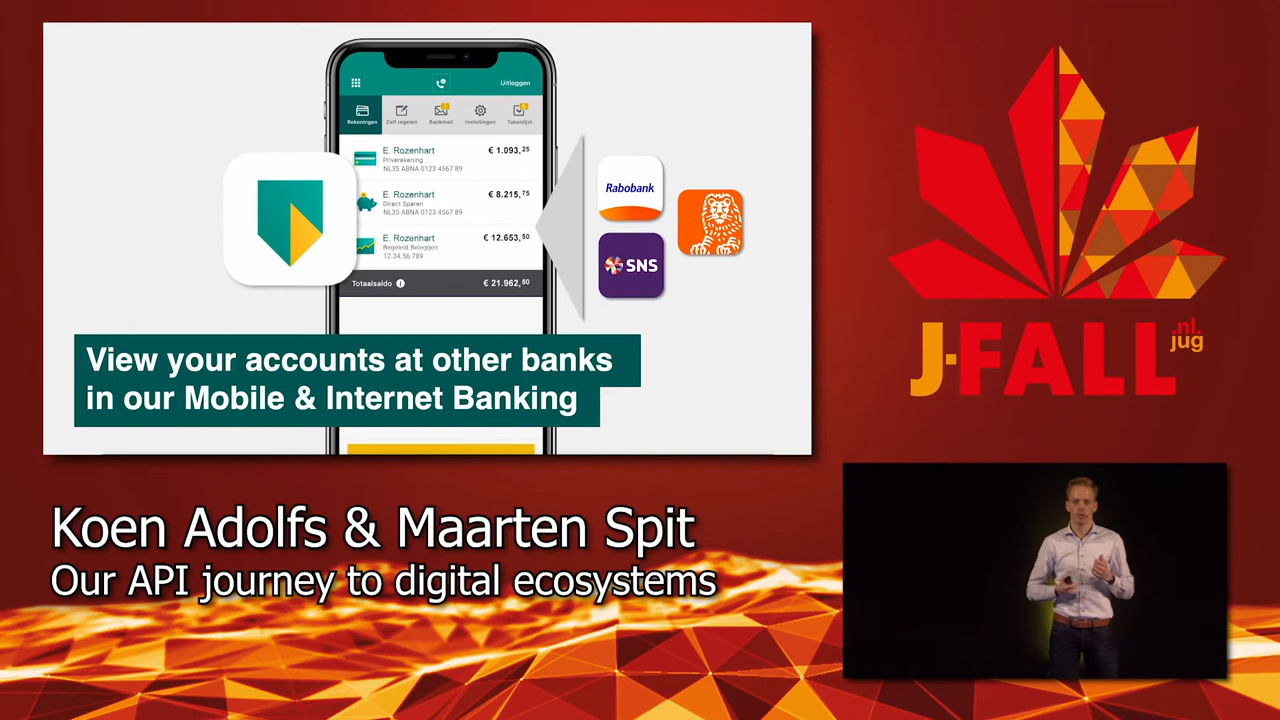 Uitloggen
Rekeningen
Zelf regelen
Bankmail
Instellingen
Takenlijst
E. Rozenhart
€ 1.093,25
Priverekening
NL35 ABNA 0123 4567 89
E. Rozenhart
€ 8.215,75
Direct Sparen
NL35 ABNA 0123 4567 89
E. Rozenhart
€ 12.653,50
Begeleid Beleggen
12.34.56.789
Totaalsaldo
€ 21.962,50
Rabobank
SNS
View your accounts at other banks
in our Mobile & Internet Banking
J-FALL
nl.
jug
Koen Adolfs & Maarten Spit
Our API journey to digital ecosystems